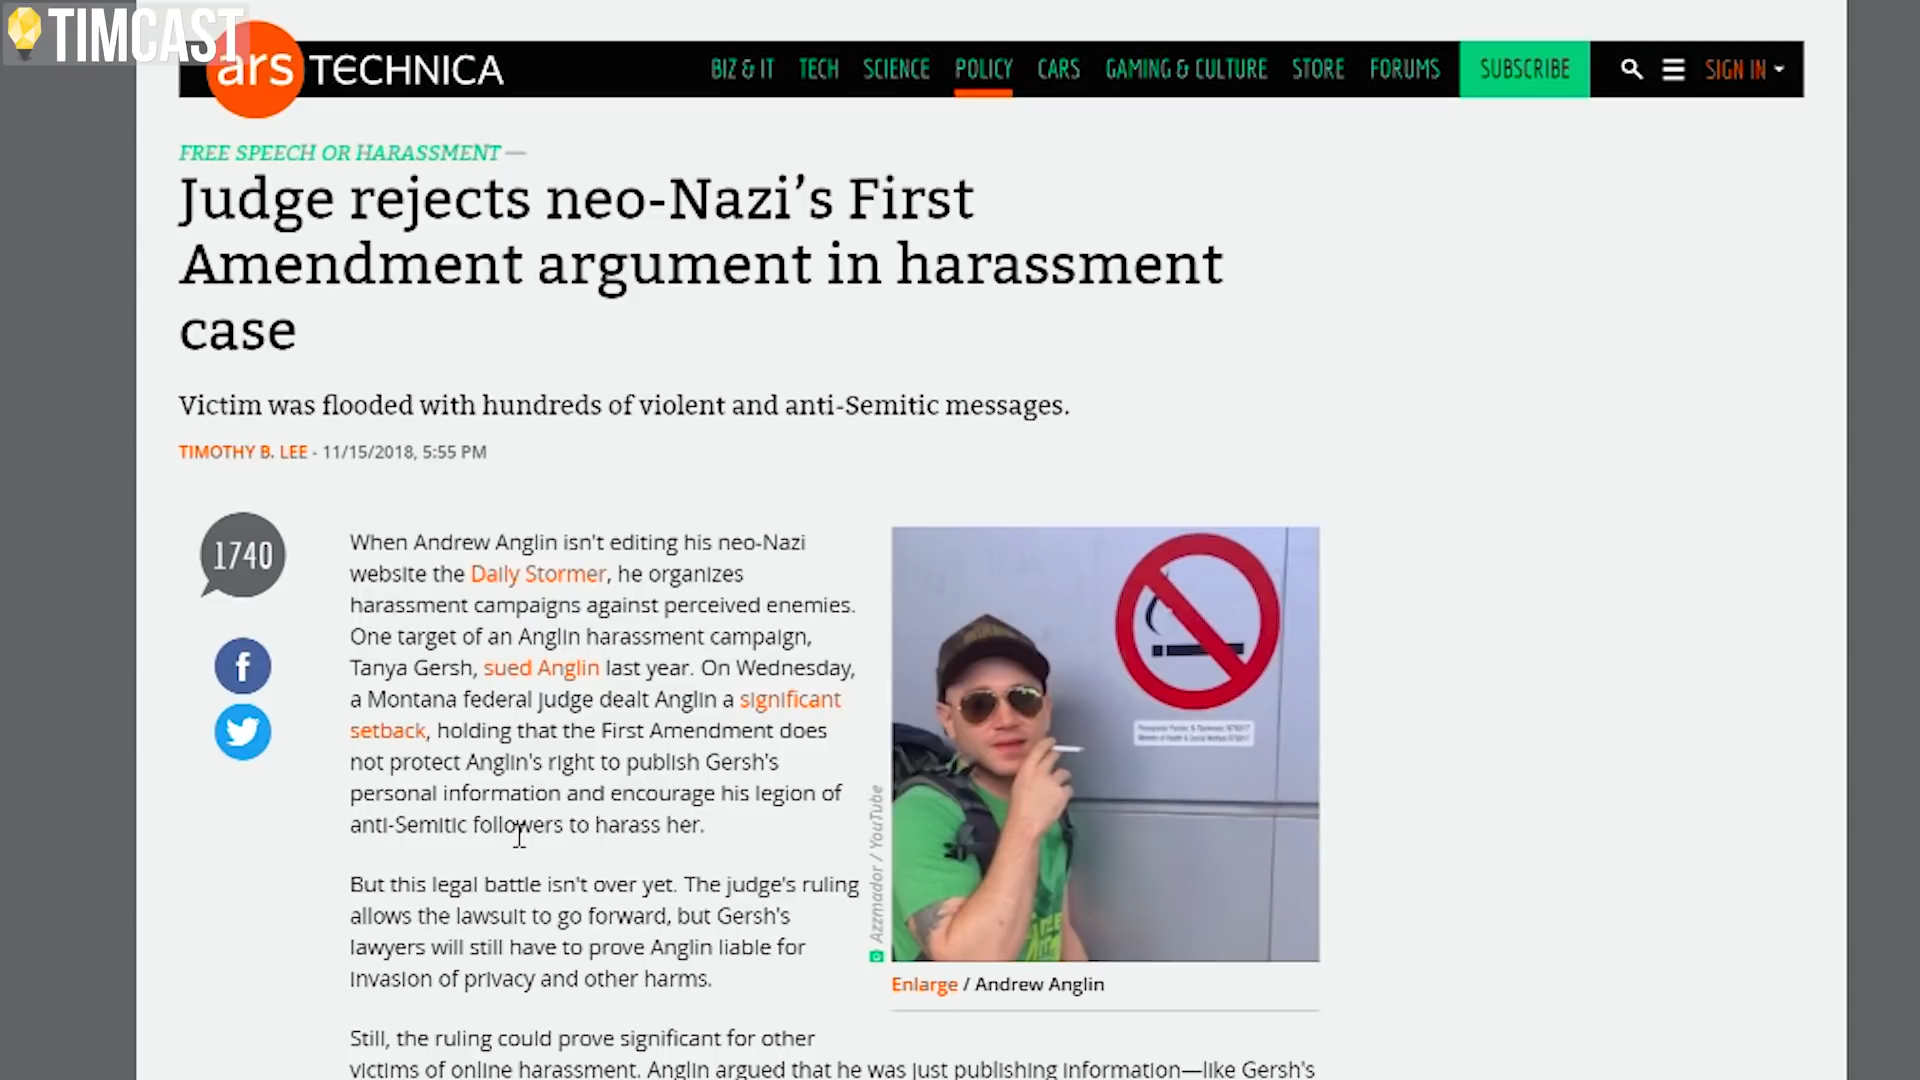 TIMCAST
ars TECHNICA
BIZ & IT TECH SCIENCE POLICY CARS GAMING & CULTURE STORE FORUMS SUBSCRIBE SIGN IN
FREE SPEECH OR HARASSMENT —
Judge rejects neo-Nazi's First
Amendment argument in harassment
case
Victim was flooded with hundreds of violent and anti-Semitic messages.
TIMOTHY B. LEE - 11/15/2018, 5:55 PM
1740
When Andrew Anglin isn't editing his neo-Nazi
website the Daily Stormer, he organizes
harassment campaigns against perceived enemies.
One target of an Anglin harassment campaign,
Tanya Gersh, sued Anglin last year. On Wednesday,
a Montana federal judge dealt Anglin a significant
setback, holding that the First Amendment does
not protect Anglin's right to publish Gersh's
personal information and encourage his legion of
anti-Semitic followers to harass her.
But this legal battle isn't over yet. The judge's ruling
allows the lawsuit to go forward, but Gersh's
lawyers will still have to prove Anglin liable for
invasion of privacy and other harms.
Still, the ruling could prove significant for other
victims of online harassment. Anglin argued that he was just publishing information—like Gersh's
Azzmador / YouTube
Enlarge / Andrew Anglin